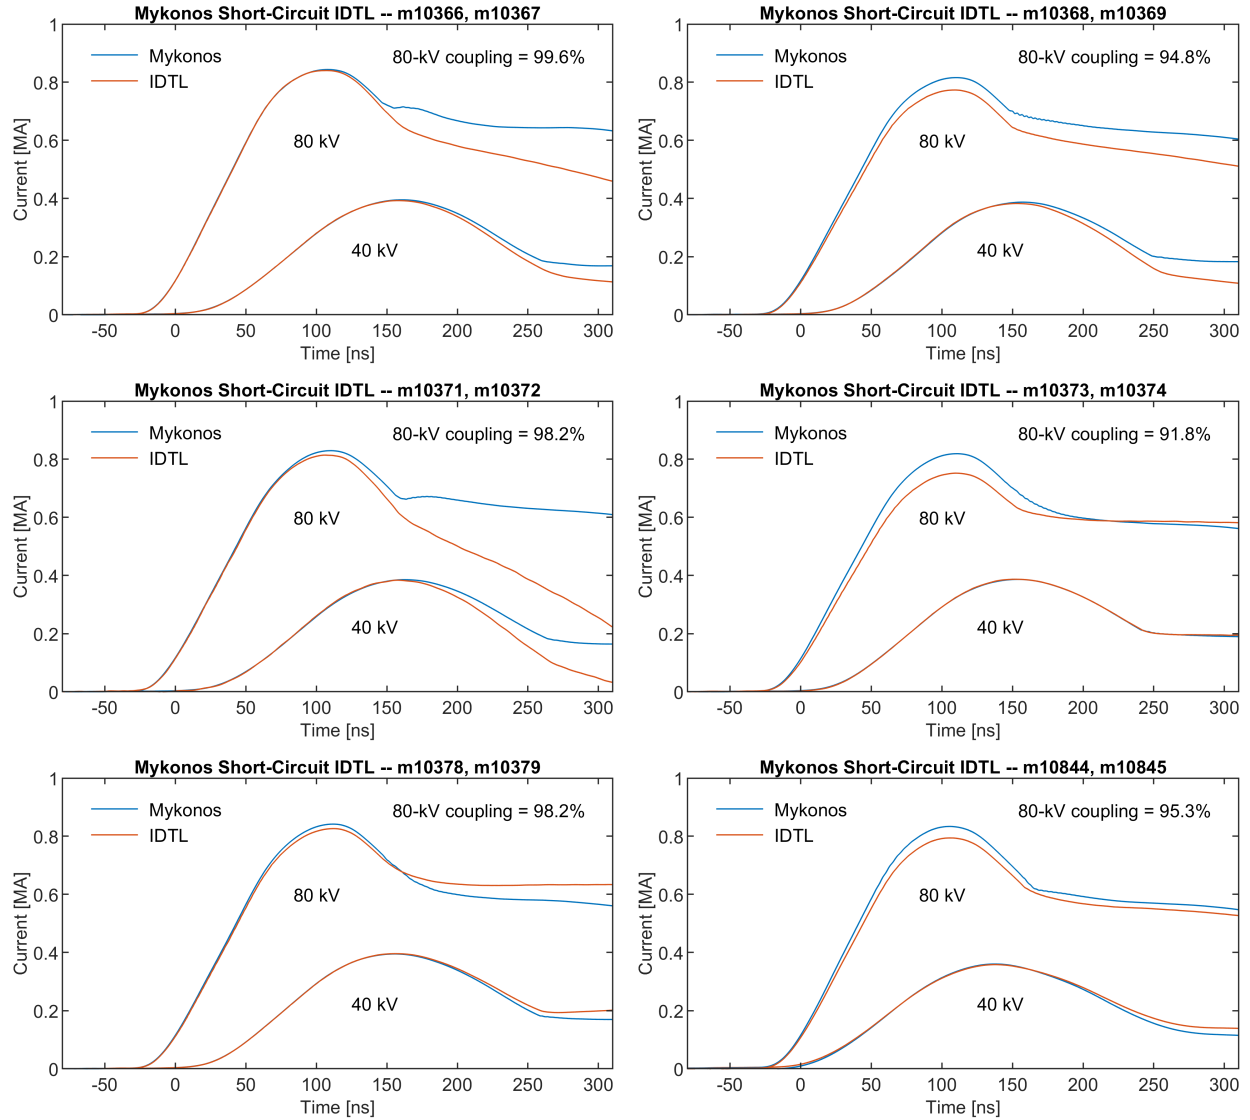 Mykonos Short-Circuit IDTL -- m10366, m10367
Mykonos
IDTL
80-kV coupling = 99.6%
80 kV
40 kV
Current [MA]
0
0.2
0.4
0.6
0.8
1
-50 0 50 100 150 200 250 300
Time [ns]
Mykonos Short-Circuit IDTL -- m10368, m10369
Mykonos
IDTL
80-kV coupling = 94.8%
80 kV
40 kV
Current [MA]
0
0.2
0.4
0.6
0.8
1
-50 0 50 100 150 200 250 300
Time [ns]
Mykonos Short-Circuit IDTL -- m10371, m10372
Mykonos
IDTL
80-kV coupling = 98.2%
80 kV
40 kV
Current [MA]
0
0.2
0.4
0.6
0.8
1
-50 0 50 100 150 200 250 300
Time [ns]
Mykonos Short-Circuit IDTL -- m10373, m10374
Mykonos
IDTL
80-kV coupling = 91.8%
80 kV
40 kV
Current [MA]
0
0.2
0.4
0.6
0.8
1
-50 0 50 100 150 200 250 300
Time [ns]
Mykonos Short-Circuit IDTL -- m10378, m10379
Mykonos
IDTL
80-kV coupling = 98.2%
80 kV
40 kV
Current [MA]
0
0.2
0.4
0.6
0.8
1
-50 0 50 100 150 200 250 300
Time [ns]
Mykonos Short-Circuit IDTL -- m10844, m10845
Mykonos
IDTL
80-kV coupling = 95.3%
80 kV
40 kV
Current [MA]
0
0.2
0.4
0.6
0.8
1
-50 0 50 100 150 200 250 300
Time [ns]